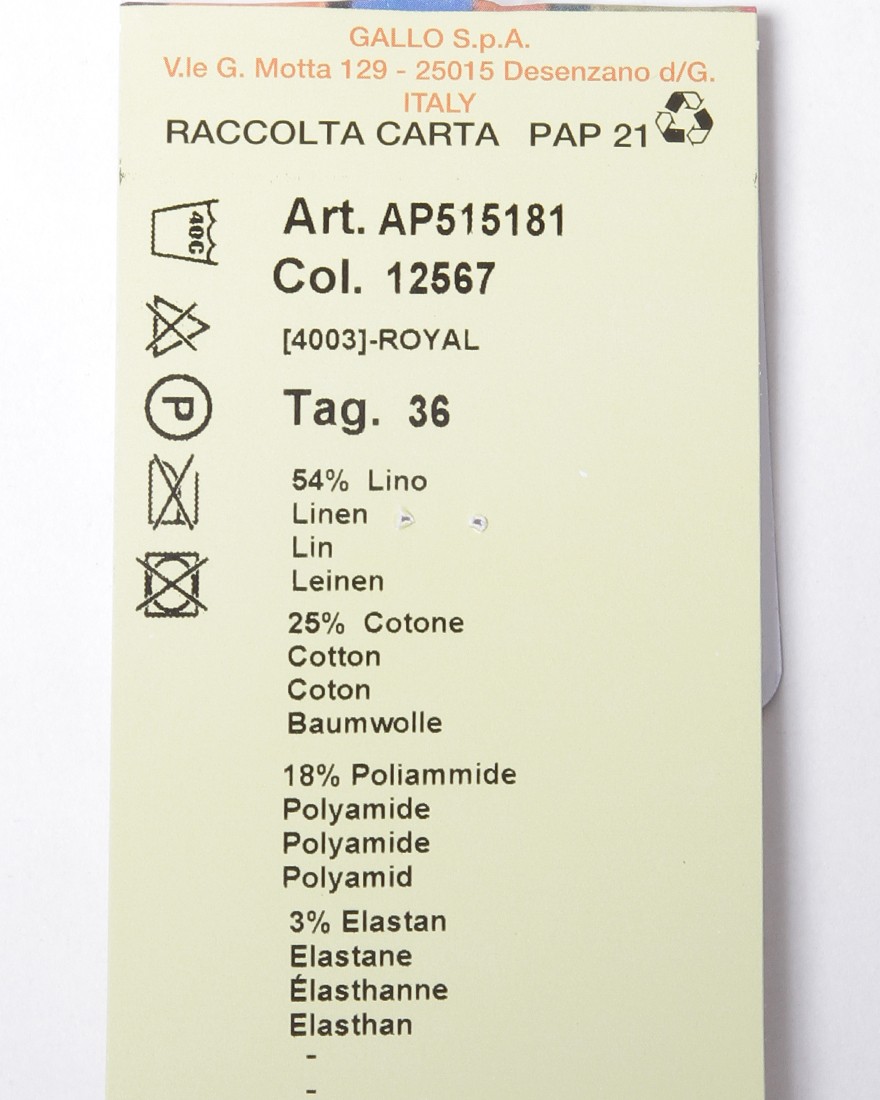 GALLO S.p.A.
V.le G. Motta 129 - 25015 Desenzano d/G.
ITALY
RACCOLTA CARTA PAP 21
40C
Art. AP515181
Col. 12567
[4003]-ROYAL
P
Tag. 36
54% Lino
Linen
Lin
Leinen
25% Cotone
Cotton
Coton
Baumwolle
18% Poliammide
Polyamide
Polyamide
Polyamid
3% Elastan
Elastane
Élasthanne
Elasthan
-
-